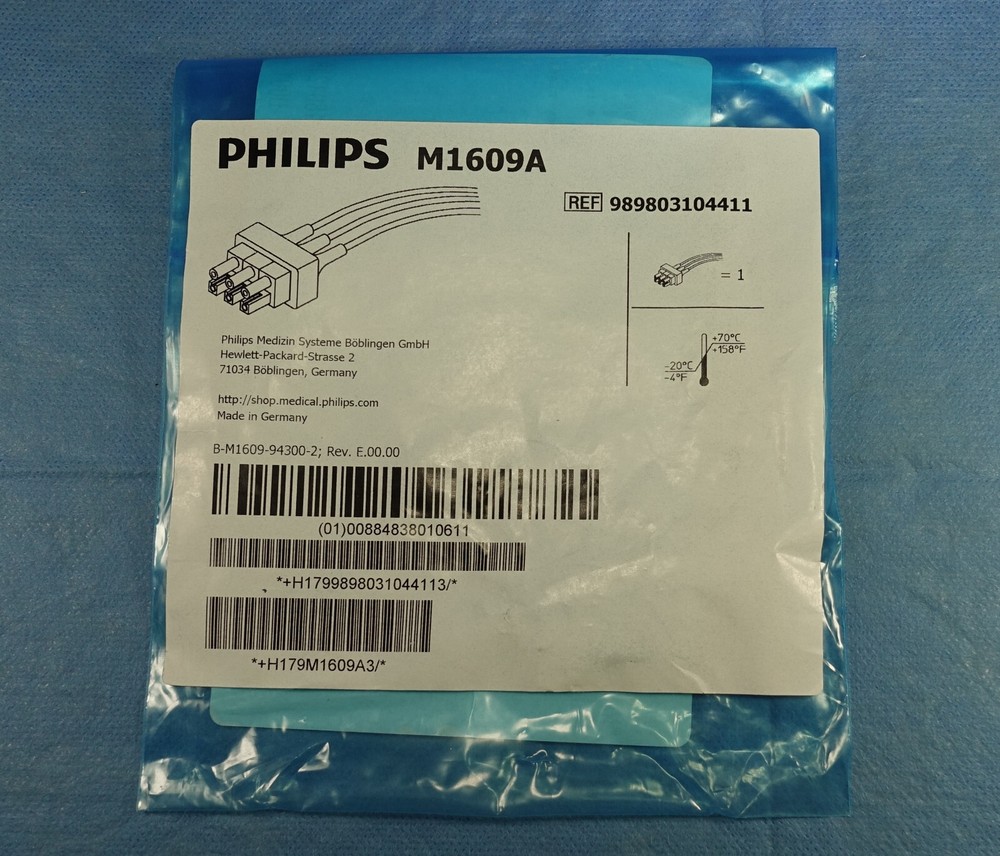 PHILIPS M1609A
REF 989803104411
= 1
+70°C
+158°F
-20°C
-4°F
Philips Medizin Systeme Böblingen GmbH
Hewlett-Packard-Strasse 2
71034 Böblingen, Germany
http://shop.medical.philips.com
Made in Germany
B-M1609-94300-2; Rev. E.00.00
(01)00884838010611
*+H1799898031044113/*
*+H179M1609A3/*